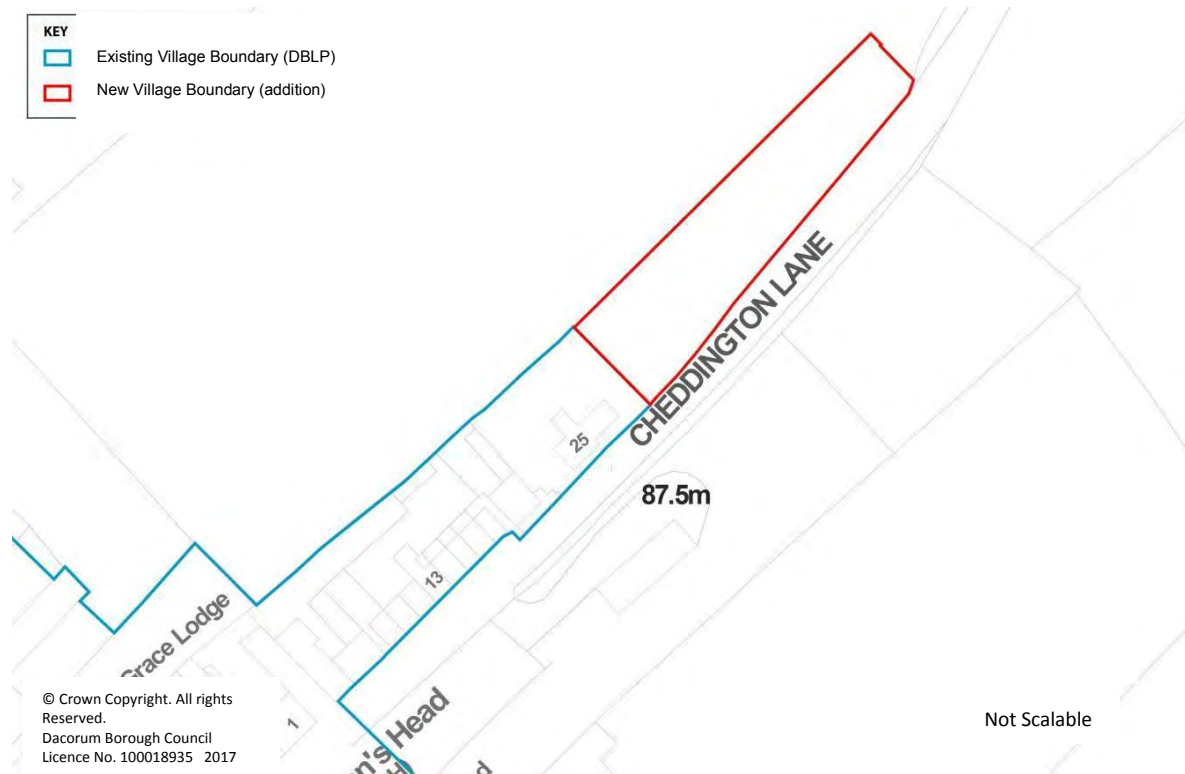 KEY
Existing Village Boundary (DBLP)
New Village Boundary (addition)
CHEDDINGTON LANE
25
87.5m
13
Grace Lodge
1
n's Head
© Crown Copyright. All rights
Reserved.
Dacorum Borough Council
Licence No. 100018935 2017
Not Scalable